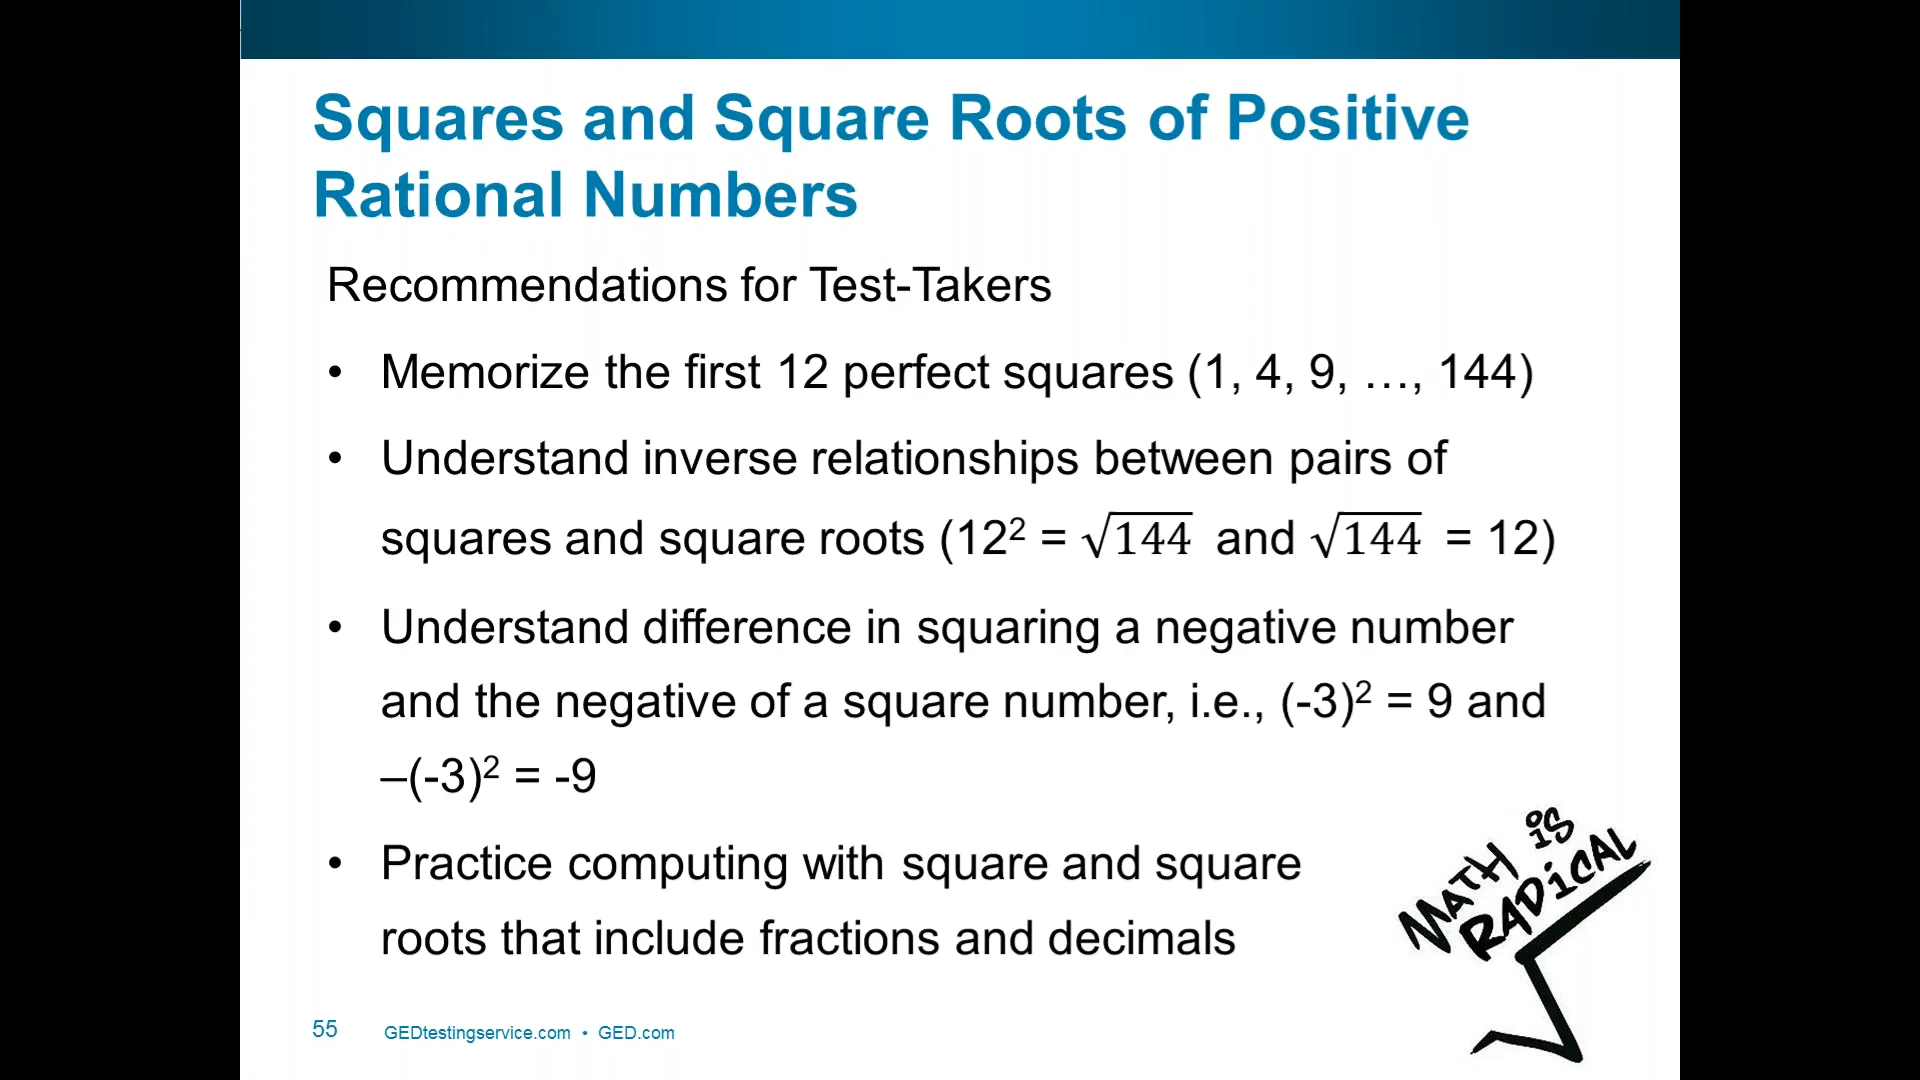 Squares and Square Roots of Positive
Rational Numbers
Recommendations for Test-Takers
• Memorize the first 12 perfect squares (1, 4, 9, …, 144)
• Understand inverse relationships between pairs of
squares and square roots (12² = √144 and √144 = 12)
• Understand difference in squaring a negative number
and the negative of a square number, i.e., (-3)² = 9 and
–(-3)² = -9
• Practice computing with square and square
roots that include fractions and decimals
MATH IS
RADICAL
55 GEDtestingservice.com • GED.com